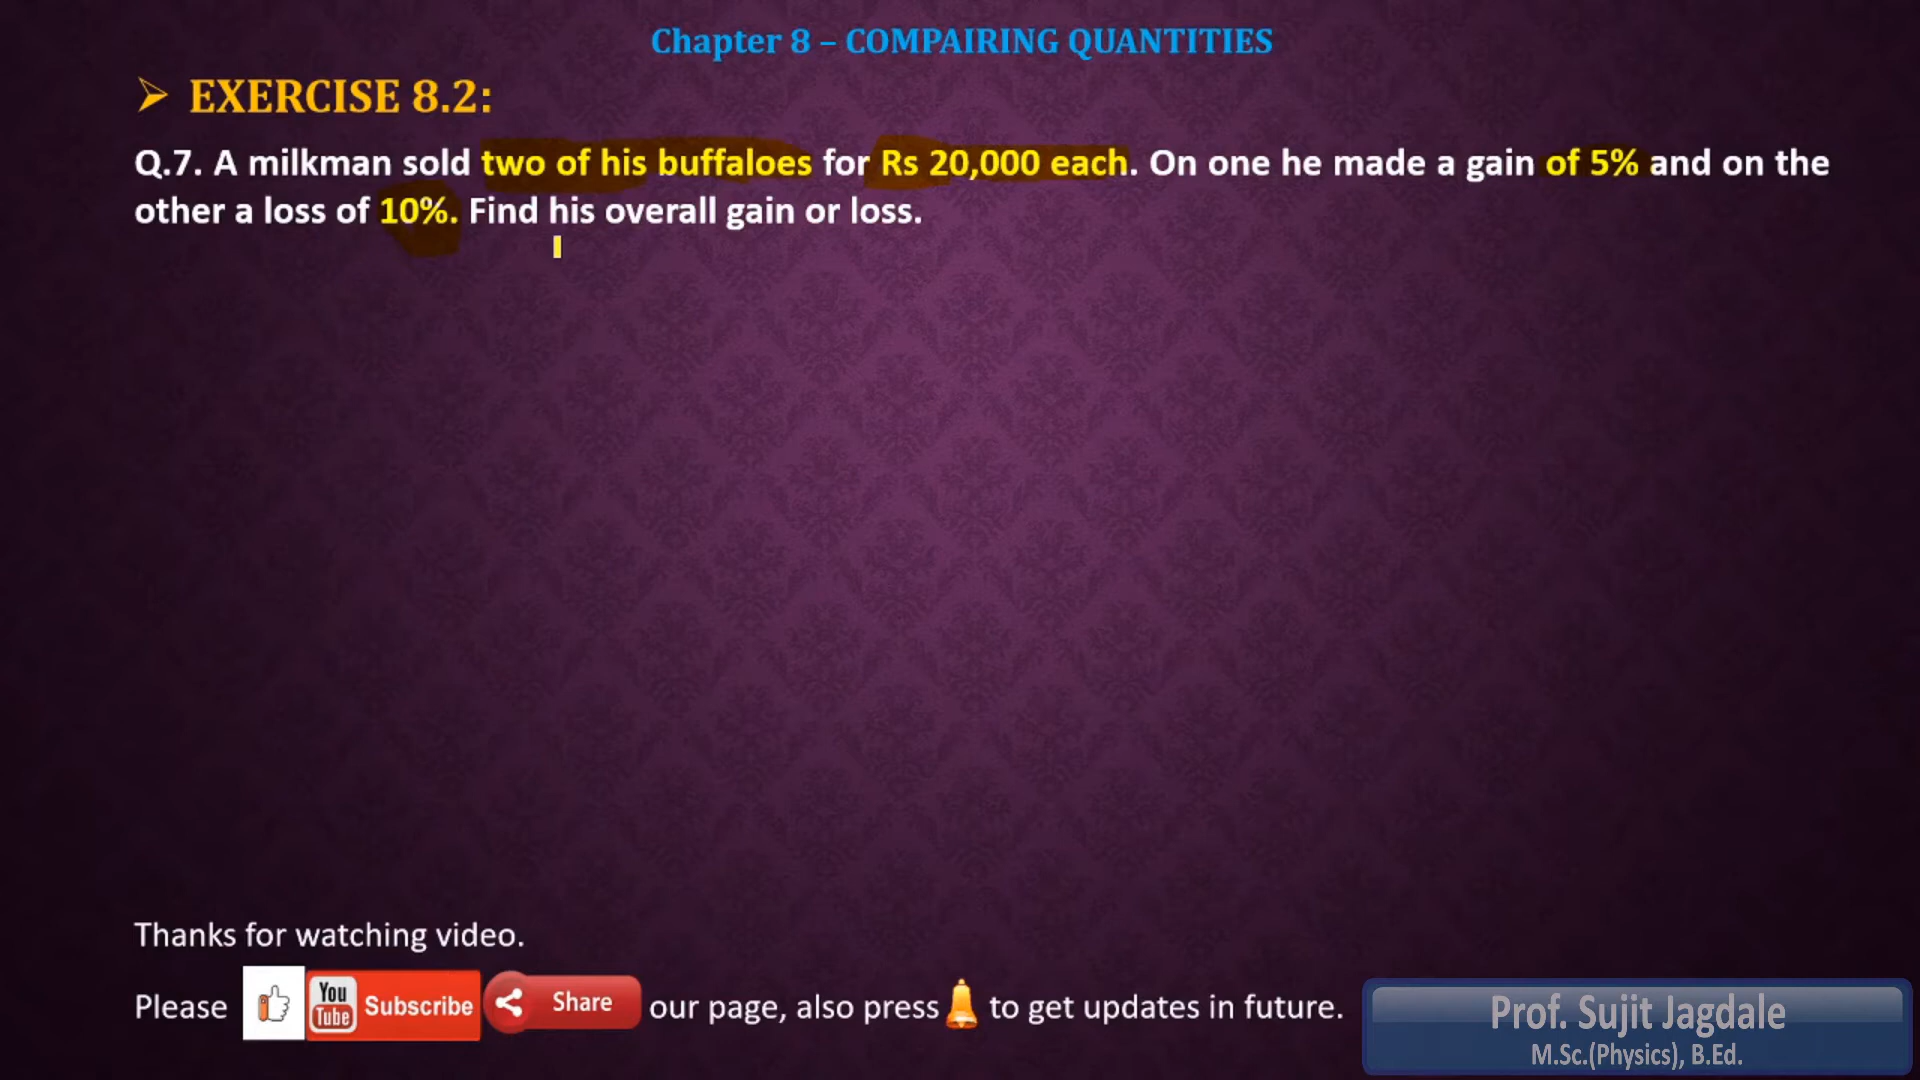 Chapter 8 – COMPAIRING QUANTITIES
➢ EXERCISE 8.2:
Q.7. A milkman sold two of his buffaloes for Rs 20,000 each. On one he made a gain of 5% and on the
other a loss of 10%. Find his overall gain or loss.
Thanks for watching video.
Please You Tube Subscribe Share our page, also press to get updates in future.
Prof. Sujit Jagdale
M.Sc.(Physics), B.Ed.